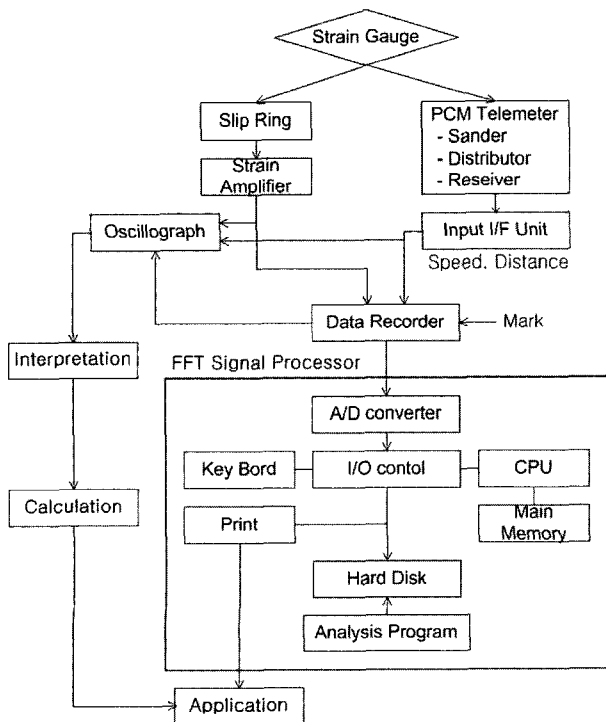 Strain Gauge
Slip Ring
PCM Telemeter
- Sander
- Distributor
- Reseiver
Strain
Amplifier
Oscillograph
Input I/F Unit
Speed. Distance
Data Recorder
Mark
Interpretation
FFT Signal Processor
A/D converter
Key Bord
I/O contol
CPU
Calculation
Print
Main
Memory
Hard Disk
Analysis Program
Application